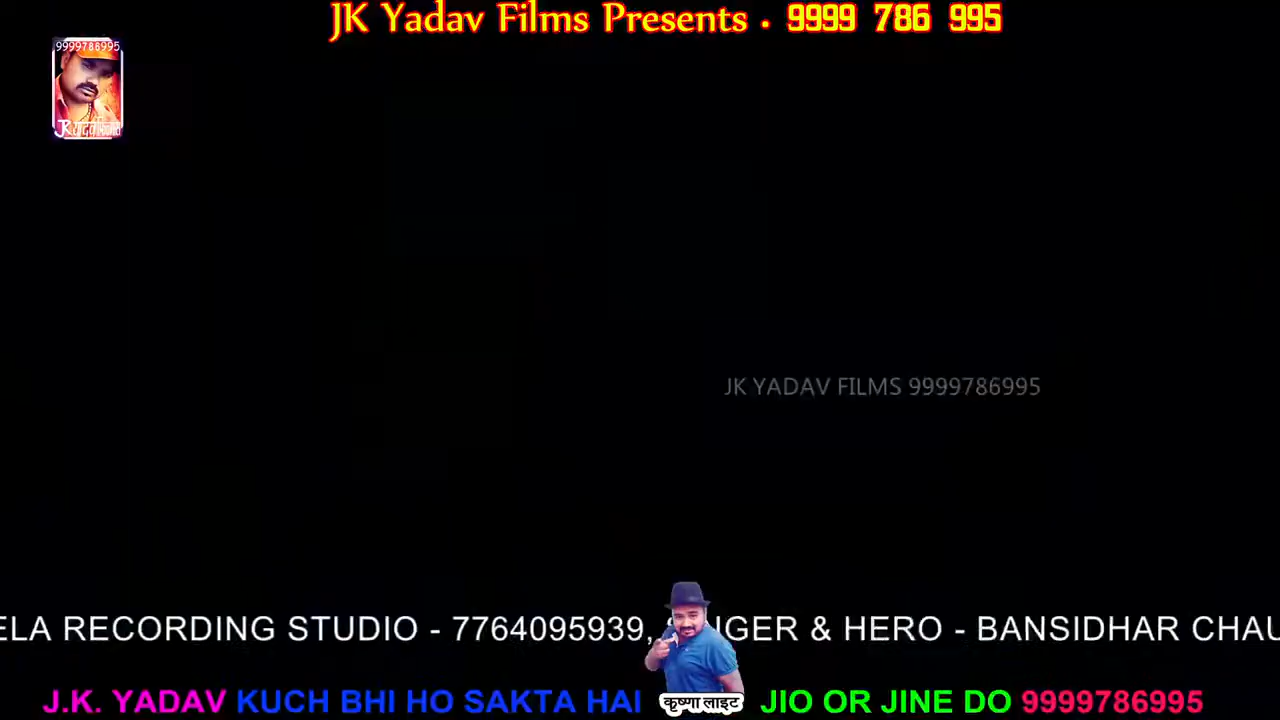 JK Yadav Films Presents • 9999 786 995
9999786995
JK YADAV FILMS 9999786995
ELA RECORDING STUDIO - 7764095939, & HERO - BANSIDHAR CHAU
J.K. YADAV KUCH BHI HO SAKTA HAI कृष्णा लाइट JIO OR JINE DO 9999786995